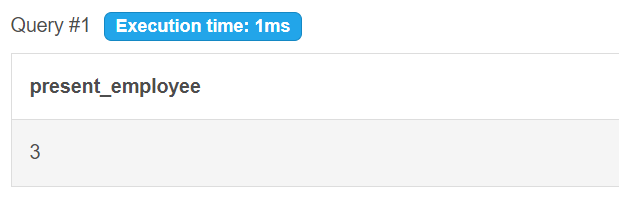 Query #1 Execution time: 1ms
present_employee
3